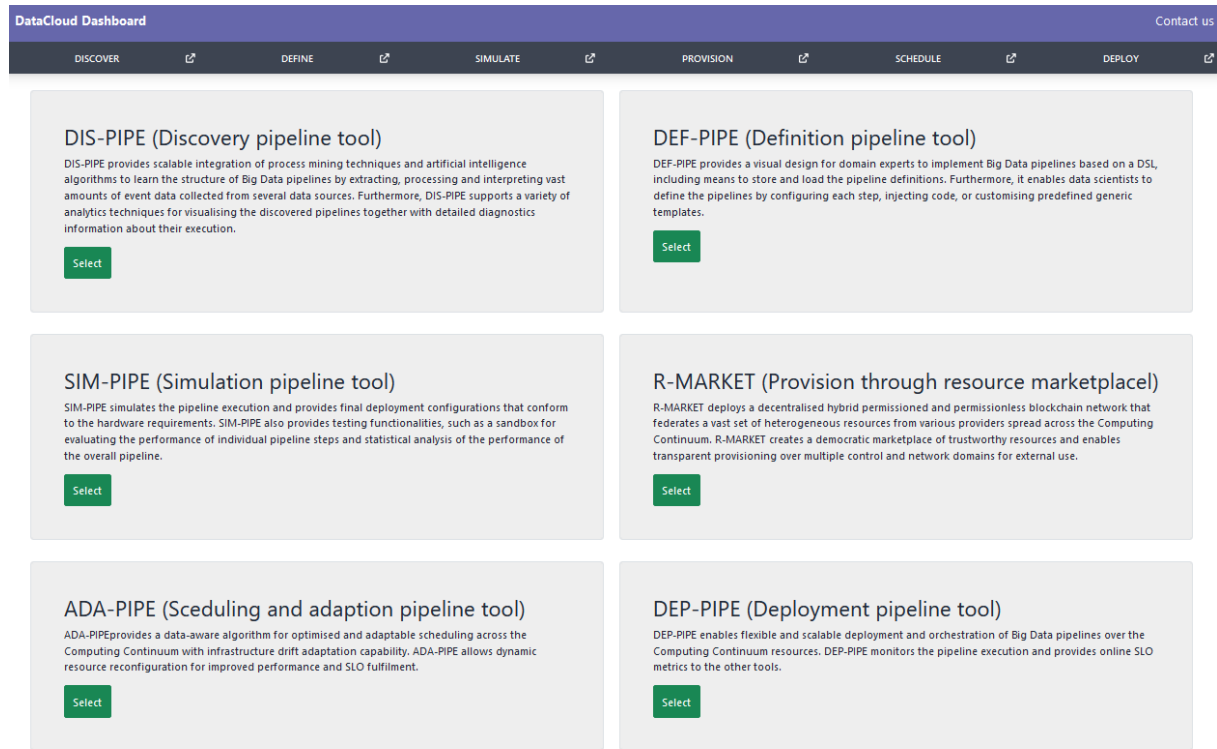 DataCloud Dashboard
Contact us
DISCOVER
DEFINE
SIMULATE
PROVISION
SCHEDULE
DEPLOY
DIS-PIPE (Discovery pipeline tool)
DIS-PIPE provides scalable integration of process mining techniques and artificial intelligence
algorithms to learn the structure of Big Data pipelines by extracting, processing and interpreting vast
amounts of event data collected from several data sources. Furthermore, DIS-PIPE supports a variety of
analytics techniques for visualising the discovered pipelines together with detailed diagnostics
information about their execution.
Select
DEF-PIPE (Definition pipeline tool)
DEF-PIPE provides a visual design for domain experts to implement Big Data pipelines based on a DSL,
including means to store and load the pipeline definitions. Furthermore, it enables data scientists to
define the pipelines by configuring each step, injecting code, or customising predefined generic
templates.
Select
SIM-PIPE (Simulation pipeline tool)
SIM-PIPE simulates the pipeline execution and provides final deployment configurations that conform
to the hardware requirements. SIM-PIPE also provides testing functionalities, such as a sandbox for
evaluating the performance of individual pipeline steps and statistical analysis of the performance of
the overall pipeline.
Select
R-MARKET (Provision through resource marketplacel)
R-MARKET deploys a decentralised hybrid permissioned and permissionless blockchain network that
federates a vast set of heterogeneous resources from various providers spread across the Computing
Continuum. R-MARKET creates a democratic marketplace of trustworthy resources and enables
transparent provisioning over multiple control and network domains for external use.
Select
ADA-PIPE (Sceduling and adaption pipeline tool)
ADA-PIPEprovides a data-aware algorithm for optimised and adaptable scheduling across the
Computing Continuum with infrastructure drift adaptation capability. ADA-PIPE allows dynamic
resource reconfiguration for improved performance and SLO fulfilment.
Select
DEP-PIPE (Deployment pipeline tool)
DEP-PIPE enables flexible and scalable deployment and orchestration of Big Data pipelines over the
Computing Continuum resources. DEP-PIPE monitors the pipeline execution and provides online SLO
metrics to the other tools.
Select